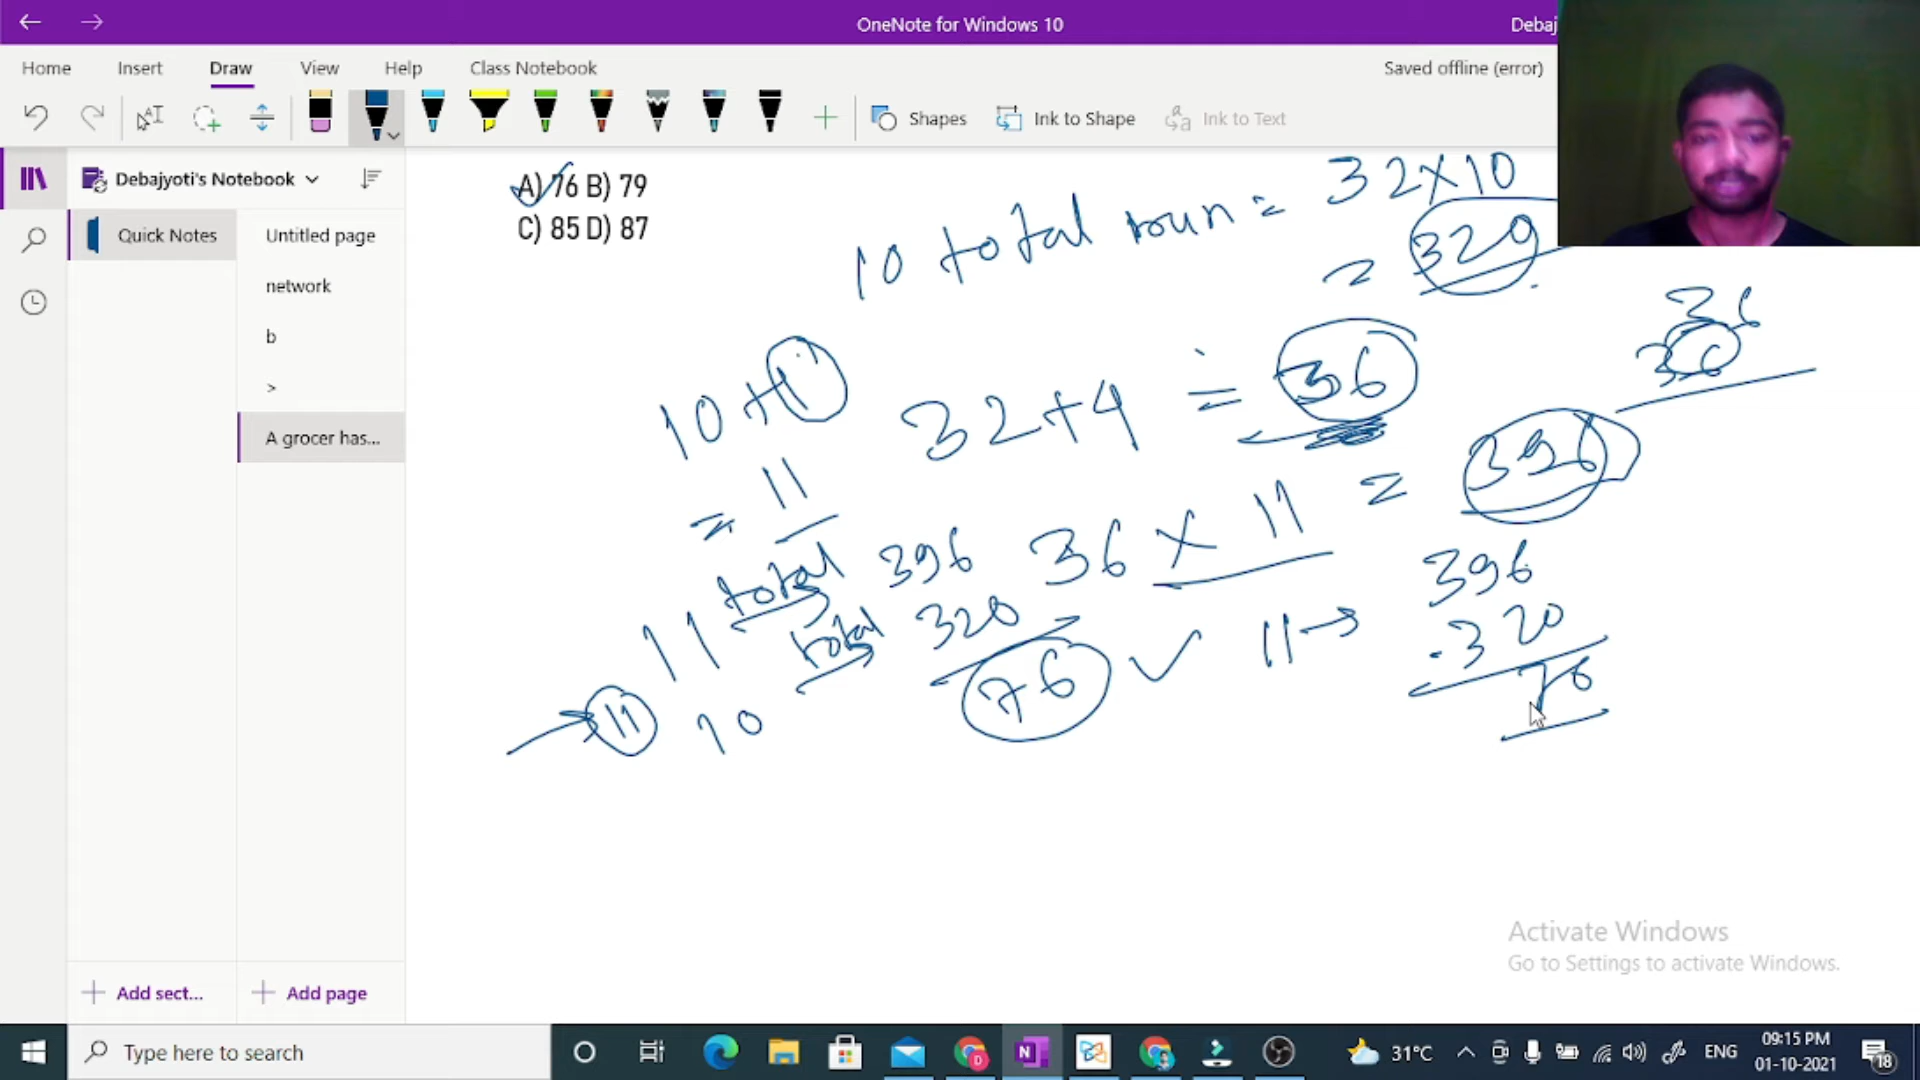 OneNote for Windows 10
Debajy
Home Insert Draw View Help Class Notebook
Saved offline (error)
Shapes Ink to Shape Ink to Text
Debajyoti's Notebook
Quick Notes
Untitled page
network
b
>
A grocer has...
Add sect...
Add page
A) 76 B) 79
C) 85 D) 87
10 total run = 32×10
= 320
10+1
32+4 = 36
36
36
= 11
36 × 11 = 396
11 total 396
10 total 320
76
11
11→ 396
320
76
Activate Windows
Go to Settings to activate Windows.
Type here to search
31°C
ENG
09:15 PM
01-10-2021
18